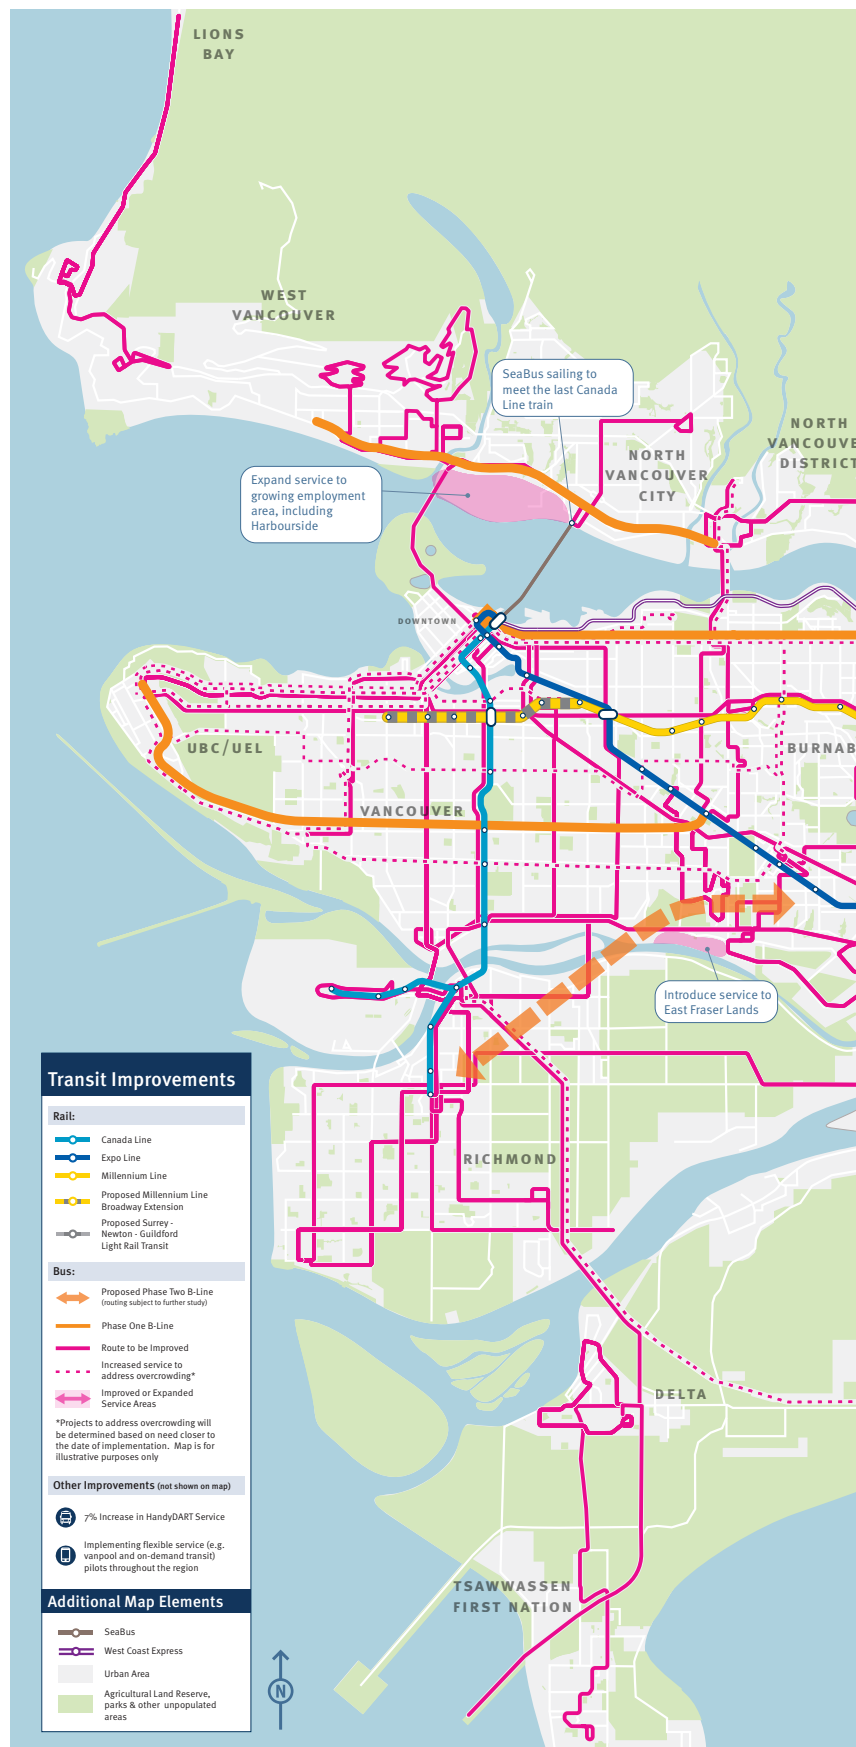 LIONS
BAY
WEST
VANCOUVER
SeaBus sailing to
meet the last Canada
Line train
NORTH
VANCOUVE
DISTRICT
NORTH
VANCOUVER
CITY
Expand service to
growing employment
area, including
Harbourside
DOWNTOWN
UBC/UEL
BURNAB
VANCOUVER
Introduce service to
East Fraser Lands
RICHMOND
DELTA
TSAWWASSEN
FIRST NATION
N
Transit Improvements
Rail:
Canada Line
Expo Line
Millennium Line
Proposed Millennium Line
Broadway Extension
Proposed Surrey -
Newton - Guildford
Light Rail Transit
Bus:
Proposed Phase Two B-Line
(routing subject to further study)
Phase One B-Line
Route to be Improved
Increased service to
address overcrowding*
Improved or Expanded
Service Areas
*Projects to address overcrowding will
be determined based on need closer to
the date of implementation. Map is for
illustrative purposes only
Other Improvements (not shown on map)
7% Increase in HandyDART Service
Implementing flexible service (e.g.
vanpool and on-demand transit)
pilots throughout the region
Additional Map Elements
SeaBus
West Coast Express
Urban Area
Agricultural Land Reserve,
parks & other unpopulated
areas